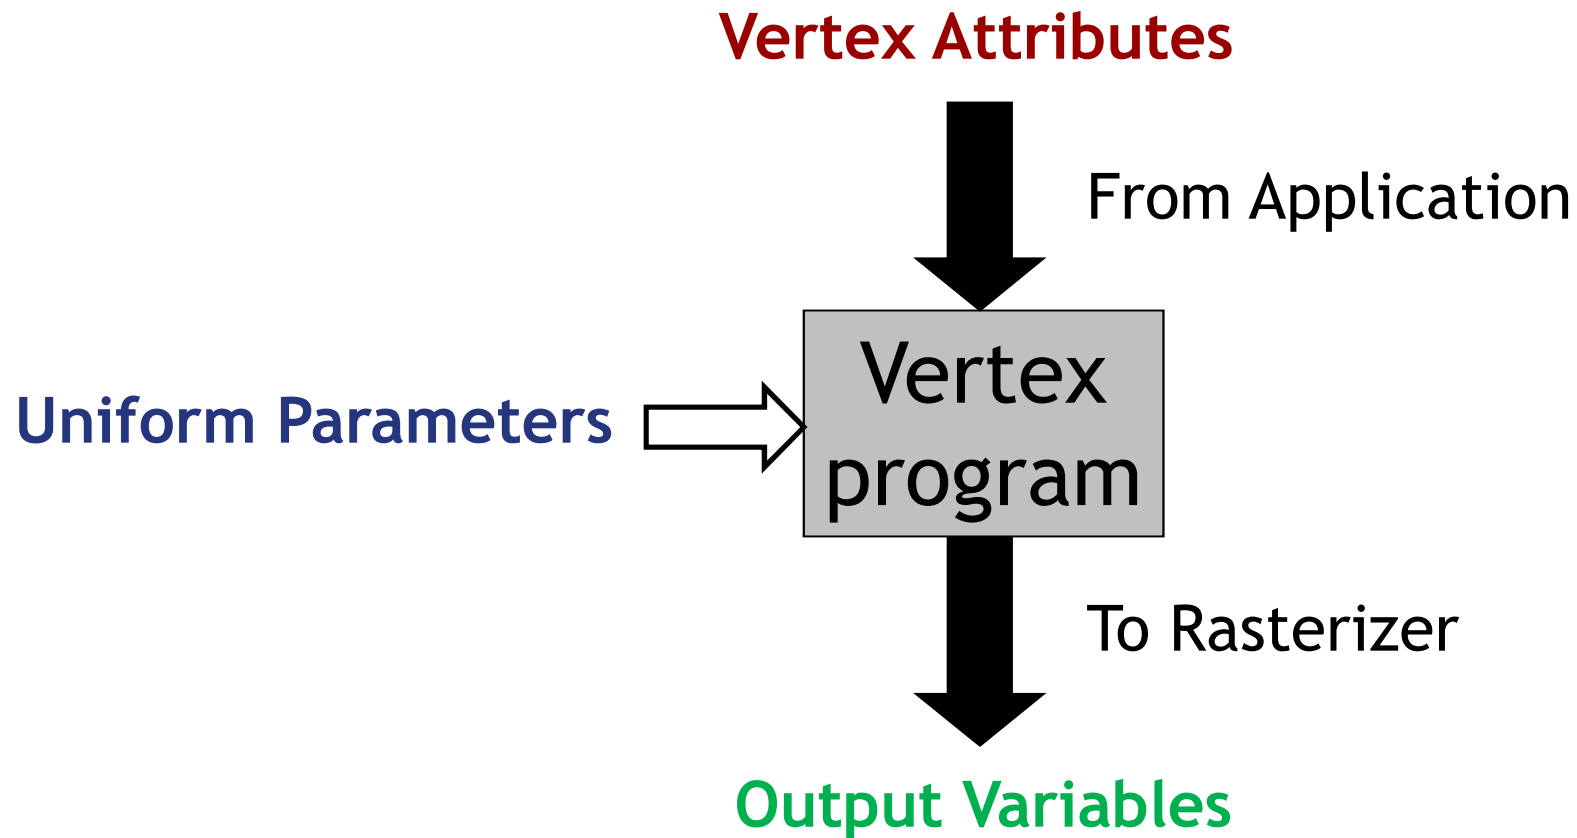 Vertex Attributes
From Application
Vertex
program
Uniform Parameters
To Rasterizer
Output Variables